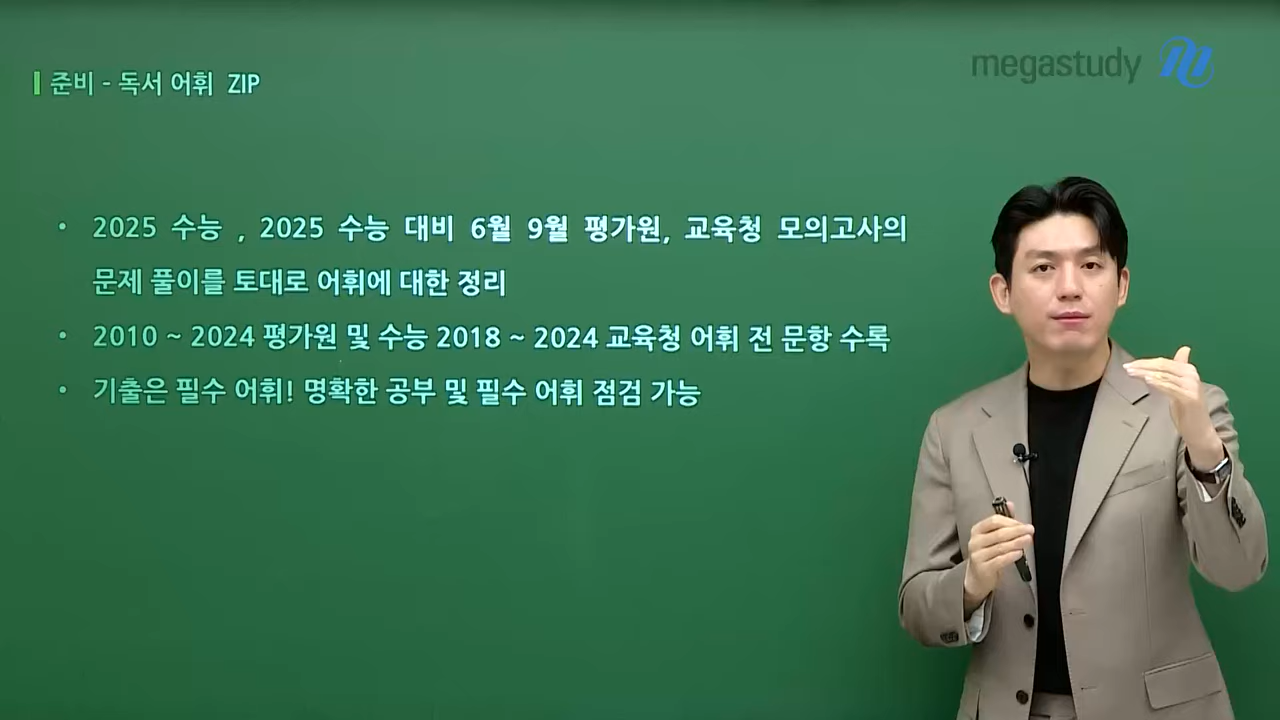 준비 - 독서 어휘 ZIP
megastudy
• 2025 수능 , 2025 수능 대비 6월 9월 평가원, 교육청 모의고사의
문제 풀이를 토대로 어휘에 대한 정리
• 2010 ~ 2024 평가원 및 수능 2018 ~ 2024 교육청 어휘 전 문항 수록
• 기출은 필수 어휘! 명확한 공부 및 필수 어휘 점검 가능